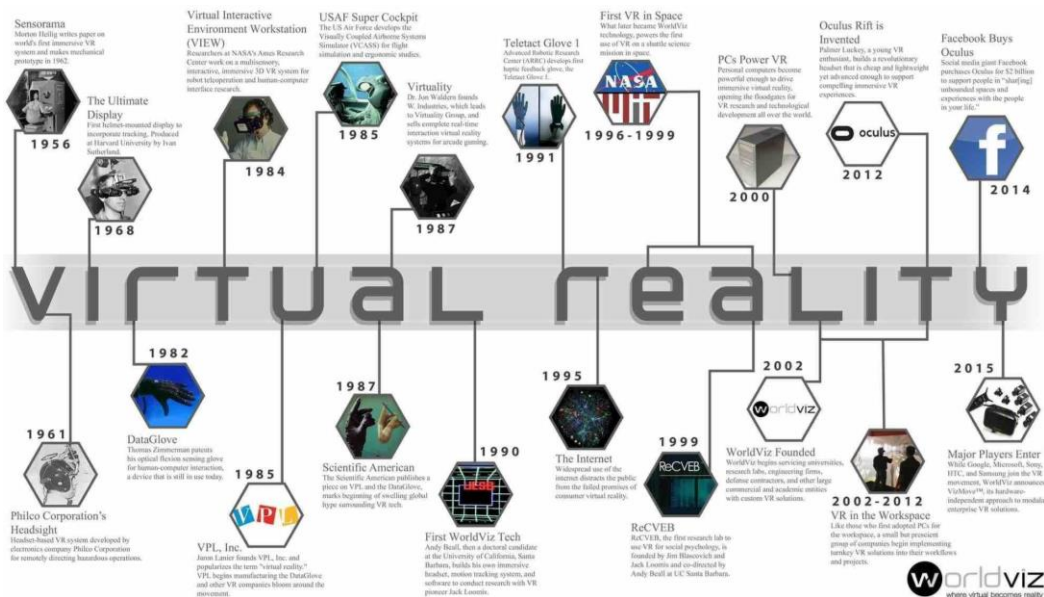 Sensorama
Morton Heilig writes paper on
world's first immersive VR
system and makes mechanical
prototype in 1962.
1956
The Ultimate
Display
First helmet-mounted display to
incorporate tracking. Produced
at Harvard University by Ivan
Sutherland.
1968
Virtual Interactive
Environment Workstation
(VIEW)
Researchers at NASA's Ames Research
Center work on a multisensory,
interactive, immersive 3D VR system for
robot teleoperation and human-computer
interface research.
1984
USAF Super Cockpit
The US Air Force develops the
Visually Coupled Airborne Systems
Simulator (VCASS) for flight
simulation and ergonomic studies.
1985
Virtuality
Dr. Jon Waldern founds
W. Industries, which leads
to Virtuality Group, and
sells complete real-time
interaction virtual reality
systems for arcade gaming.
1987
Teletact Glove 1
Advanced Robotic Research
Center (ARRC) develops first
haptic feedback glove, the
Teletact Glove 1.
1991
First VR in Space
What later became WorldViz
technology, powers the first
use of VR on a shuttle science
mission in space.
NASA
1996-1999
PCs Power VR
Personal computers become
powerful enough to drive
immersive virtual reality,
opening the floodgates for
VR research and technological
development all over the world.
2000
Oculus Rift is
Invented
Palmer Luckey, a young VR
enthusiast, builds a revolutionary
headset that is cheap and lightweight
yet advanced enough to support
compelling immersive VR
experiences.
oculus
2012
Facebook Buys
Oculus
Social media giant Facebook
purchases Oculus for $2 billion
to support people in "shar[ing]
unbounded spaces and
experiences with the people
in your life."
f
2014
VIRTUAL REALITY
1961
Philco Corporation's
Headsight
Headset-based VR system developed by
electronics company Philco Corporation
for remotely directing hazardous operations.
1982
DataGlove
Thomas Zimmerman patents
his optical flexion sensing glove
for human-computer interaction,
a device that is still in use today.
1985
VPL
VPL, Inc.
Jaron Lanier founds VPL, Inc. and
popularizes the term "virtual reality."
VPL begins manufacturing the DataGlove
and other VR companies bloom around the
movement.
1987
Scientific American
The Scientific American publishes a
piece on VPL and the DataGlove,
marks beginning of swelling global
hype surrounding VR tech.
1990
UCSB
First WorldViz Tech
Andy Beall, then a doctoral candidate
at the University of California, Santa
Barbara, builds his own immersive
headset, motion tracking system, and
software to conduct research with VR
pioneer Jack Loomis.
1995
The Internet
Widespread use of the
internet distracts the public
from the failed promises of
consumer virtual reality.
1999
ReCVEB
ReCVEB
ReCVEB, the first research lab to
use VR for social psychology, is
founded by Jim Blascovich and
Jack Loomis and co-directed by
Andy Beall at UC Santa Barbara.
2002
worldviz
WorldViz Founded
WorldViz begins servicing universities,
research labs, engineering firms,
defense contractors, and other large
commercial and academic entities
with custom VR solutions.
2002-2012
VR in the Workspace
Like those who first adopted PCs for
the workspace, a small but prescient
group of companies begin implementing
turnkey VR solutions into their workflows
and projects.
2015
Major Players Enter
While Google, Microsoft, Sony,
HTC, and Samsung join the VR
movement, WorldViz announces
VizMove™, its hardware-
independent approach to modular
enterprise VR solutions.
worldviz
where virtual becomes reality